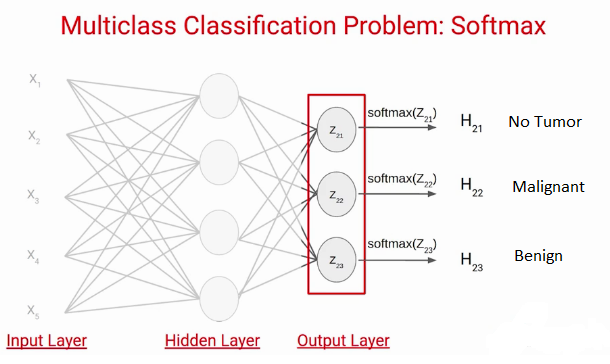 Multiclass Classification Problem: Softmax
X1
X2
X3
X4
X5
Z21
Z22
Z23
softmax(Z21)
softmax(Z22)
softmax(Z23)
H21 No Tumor
H22 Malignant
H23 Benign
Input Layer Hidden Layer Output Layer